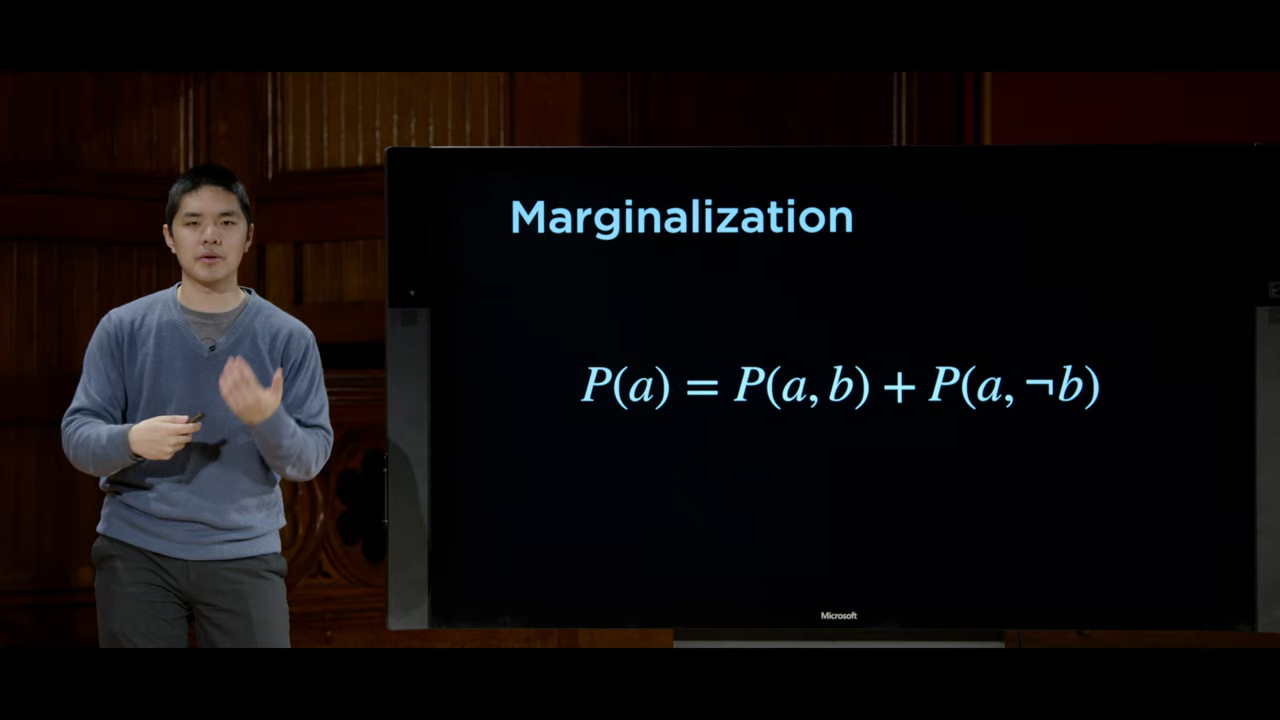 Marginalization
P(a) = P(a, b) + P(a, ¬b)
Microsoft